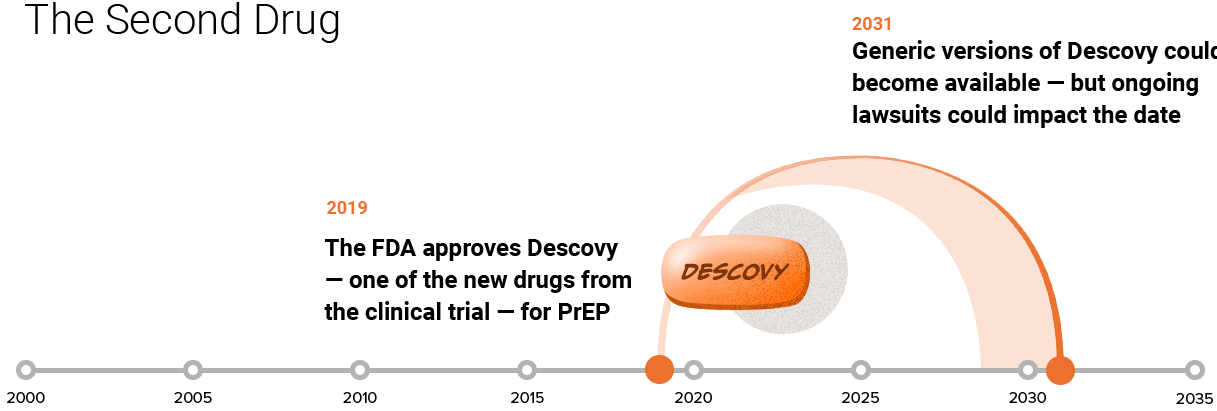 The Second Drug
2031
Generic versions of Descovy could
become available — but ongoing
lawsuits could impact the date
2019
The FDA approves Descovy
— one of the new drugs from
the clinical trial — for PrEP
DESCOVY
2000 2005 2010 2015 2020 2025 2030 2035